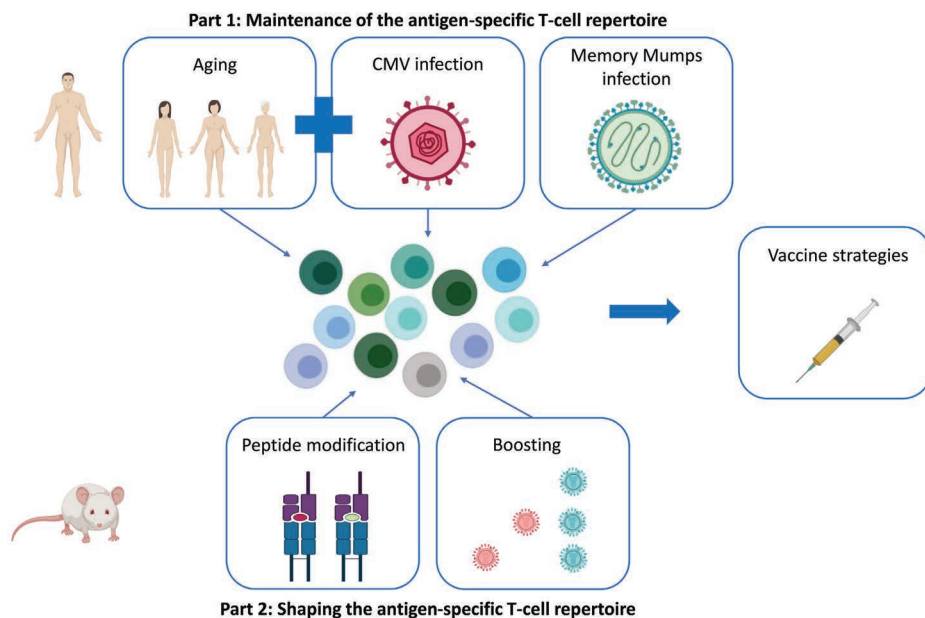 Part 1: Maintenance of the antigen-specific T-cell repertoire
Aging
CMV infection
Memory Mumps
infection
Vaccine strategies
Peptide modification
Boosting
Part 2: Shaping the antigen-specific T-cell repertoire